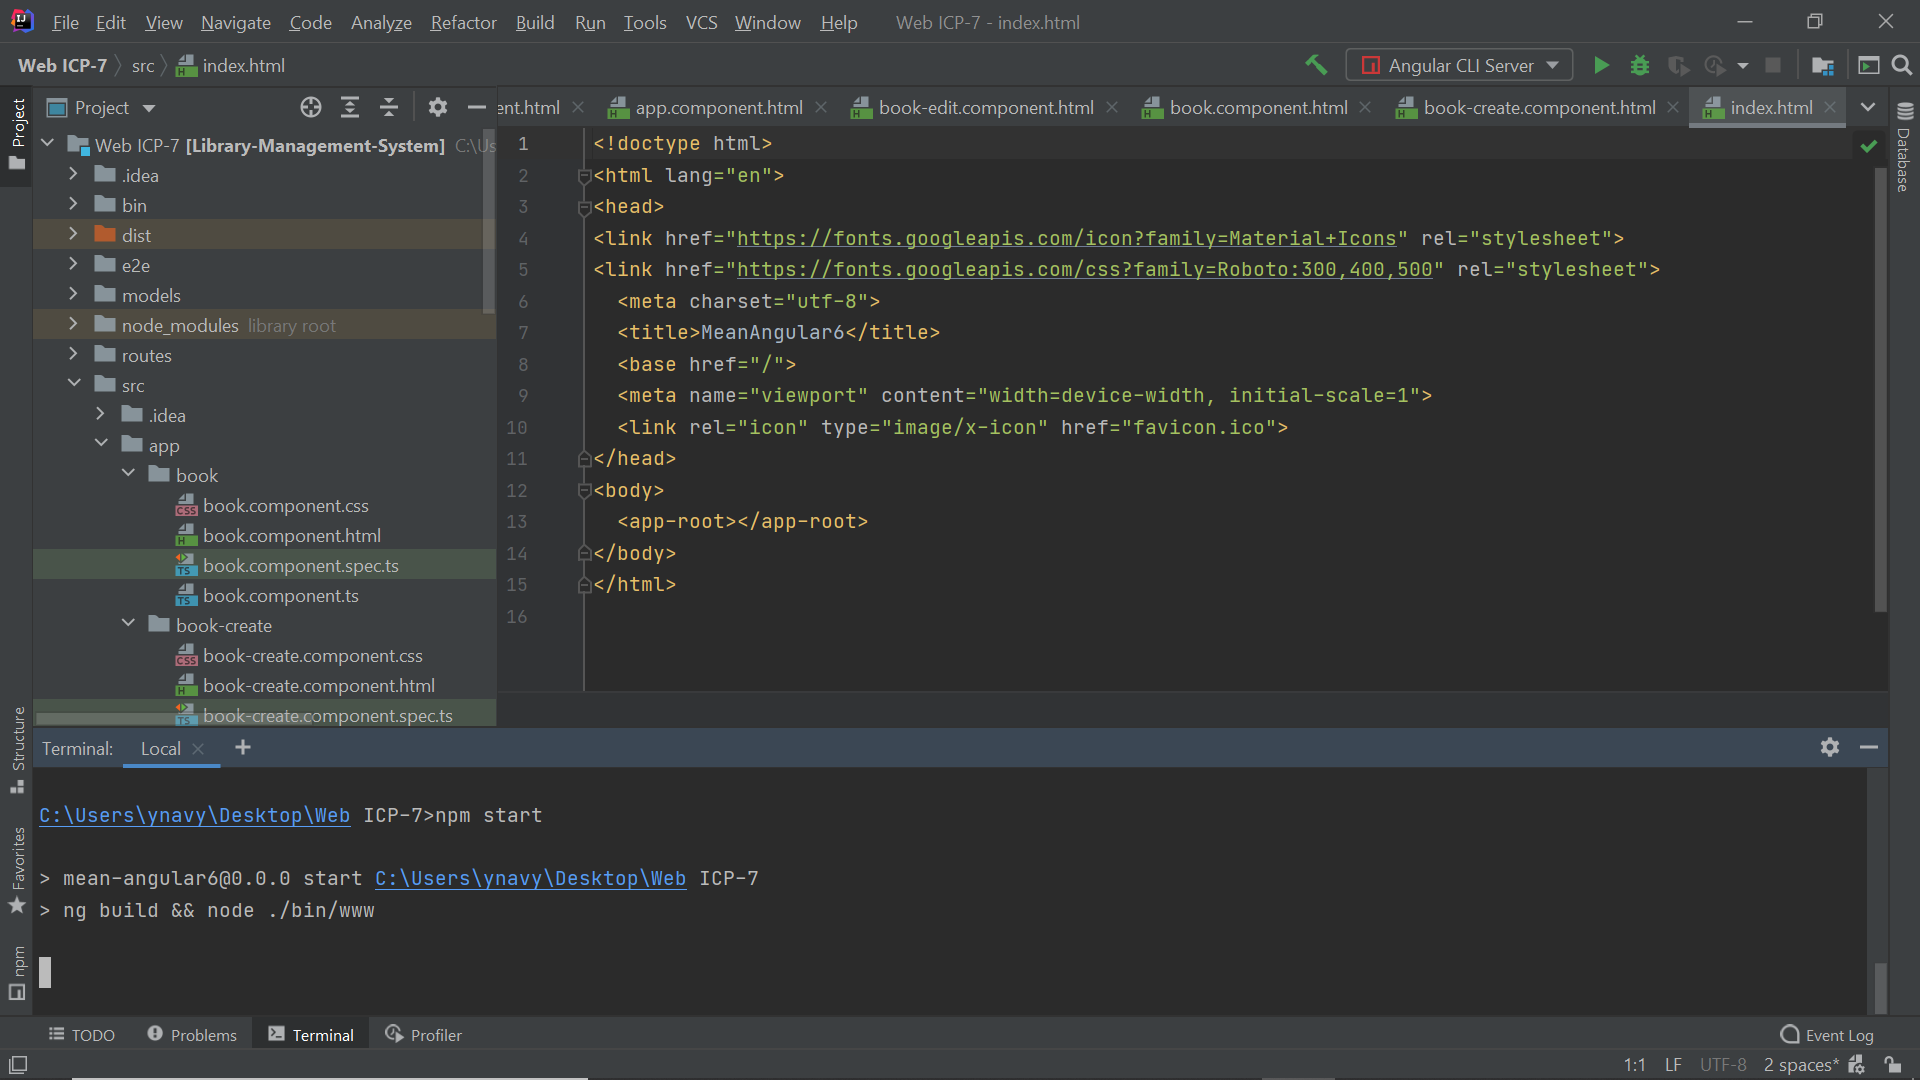 File Edit View Navigate Code Analyze Refactor Build Run Tools VCS Window Help Web ICP-7 - index.html
Web ICP-7 src index.html Angular CLI Server
Project
ent.html app.component.html book-edit.component.html book.component.html book-create.component.html index.html
Project
Web ICP-7 [Library-Management-System] C:\Us
.idea
bin
dist
e2e
models
node_modules library root
routes
src
.idea
app
book
book.component.css
book.component.html
book.component.spec.ts
book.component.ts
book-create
book-create.component.css
book-create.component.html
book-create.component.spec.ts
1 <!doctype html>
2 <html lang="en">
3 <head>
4 <link href="https://fonts.googleapis.com/icon?family=Material+Icons" rel="stylesheet">
5 <link href="https://fonts.googleapis.com/css?family=Roboto:300,400,500" rel="stylesheet">
6 <meta charset="utf-8">
7 <title>MeanAngular6</title>
8 <base href="/">
9 <meta name="viewport" content="width=device-width, initial-scale=1">
10 <link rel="icon" type="image/x-icon" href="favicon.ico">
11 </head>
12 <body>
13 <app-root></app-root>
14 </body>
15 </html>
16
Database
Structure
Favorites
npm
Terminal: Local
C:\Users\ynavy\Desktop\Web ICP-7>npm start
> mean-angular6@0.0.0 start C:\Users\ynavy\Desktop\Web ICP-7
> ng build && node ./bin/www
TODO Problems Terminal Profiler Event Log
1:1 LF UTF-8 2 spaces*